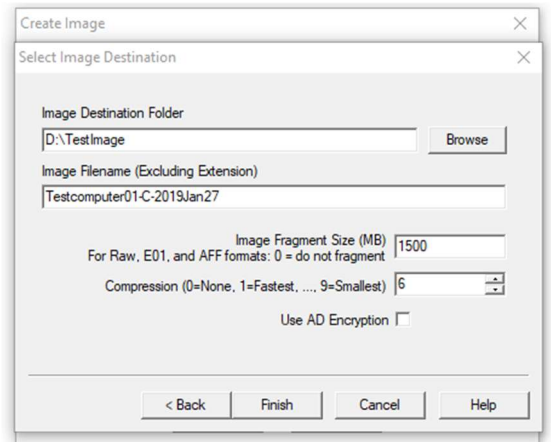 Create Image
Select Image Destination
Image Destination Folder
D:\TestImage
Browse
Image Filename (Excluding Extension)
Testcomputer01-C-2019Jan27
Image Fragment Size (MB)
For Raw, E01, and AFF formats: 0 = do not fragment
1500
Compression (0=None, 1=Fastest, ..., 9=Smallest)
6
Use AD Encryption
< Back
Finish
Cancel
Help